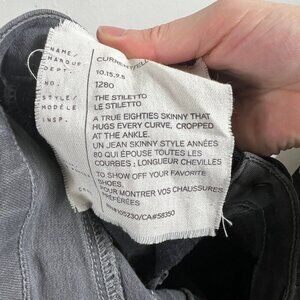 NAME/
MARQUE CURRENT/ELL
DEPT. 10.15.9.5
NO. 1280
STYLE/ THE STILETTO
MODÈLE LE STILETTO
INSP.
A TRUE EIGHTIES SKINNY THAT
HUGS EVERY CURVE, CROPPED
AT THE ANKLE.
UN JEAN SKINNY STYLE ANNÉES
80 QUI ÉPOUSE TOUTES LES
COURBES ; LONGUEUR CHEVILLES
TO SHOW OFF YOUR FAVORITE
SHOES.
POUR MONTRER VOS CHAUSSURES
PRÉFÉRÉES
RN#105230/CA#58350